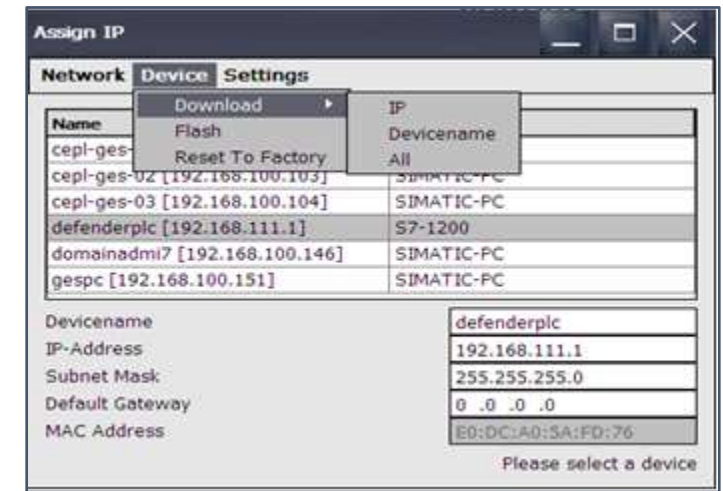 Assign IP
Network Device Settings
Download
Flash
Reset To Factory
IP
Devicename
All
Name
cepl-ges-
cepl-ges-02 [192.168.100.103] SIMATIC-PC
cepl-ges-03 [192.168.100.104] SIMATIC-PC
defenderplc [192.168.111.1] S7-1200
domainadmi7 [192.168.100.146] SIMATIC-PC
gespc [192.168.100.151] SIMATIC-PC
Devicename defenderplc
IP-Address 192.168.111.1
Subnet Mask 255.255.255.0
Default Gateway 0 .0 .0 .0
MAC Address E0:DC:A0:5A:FD:76
Please select a device